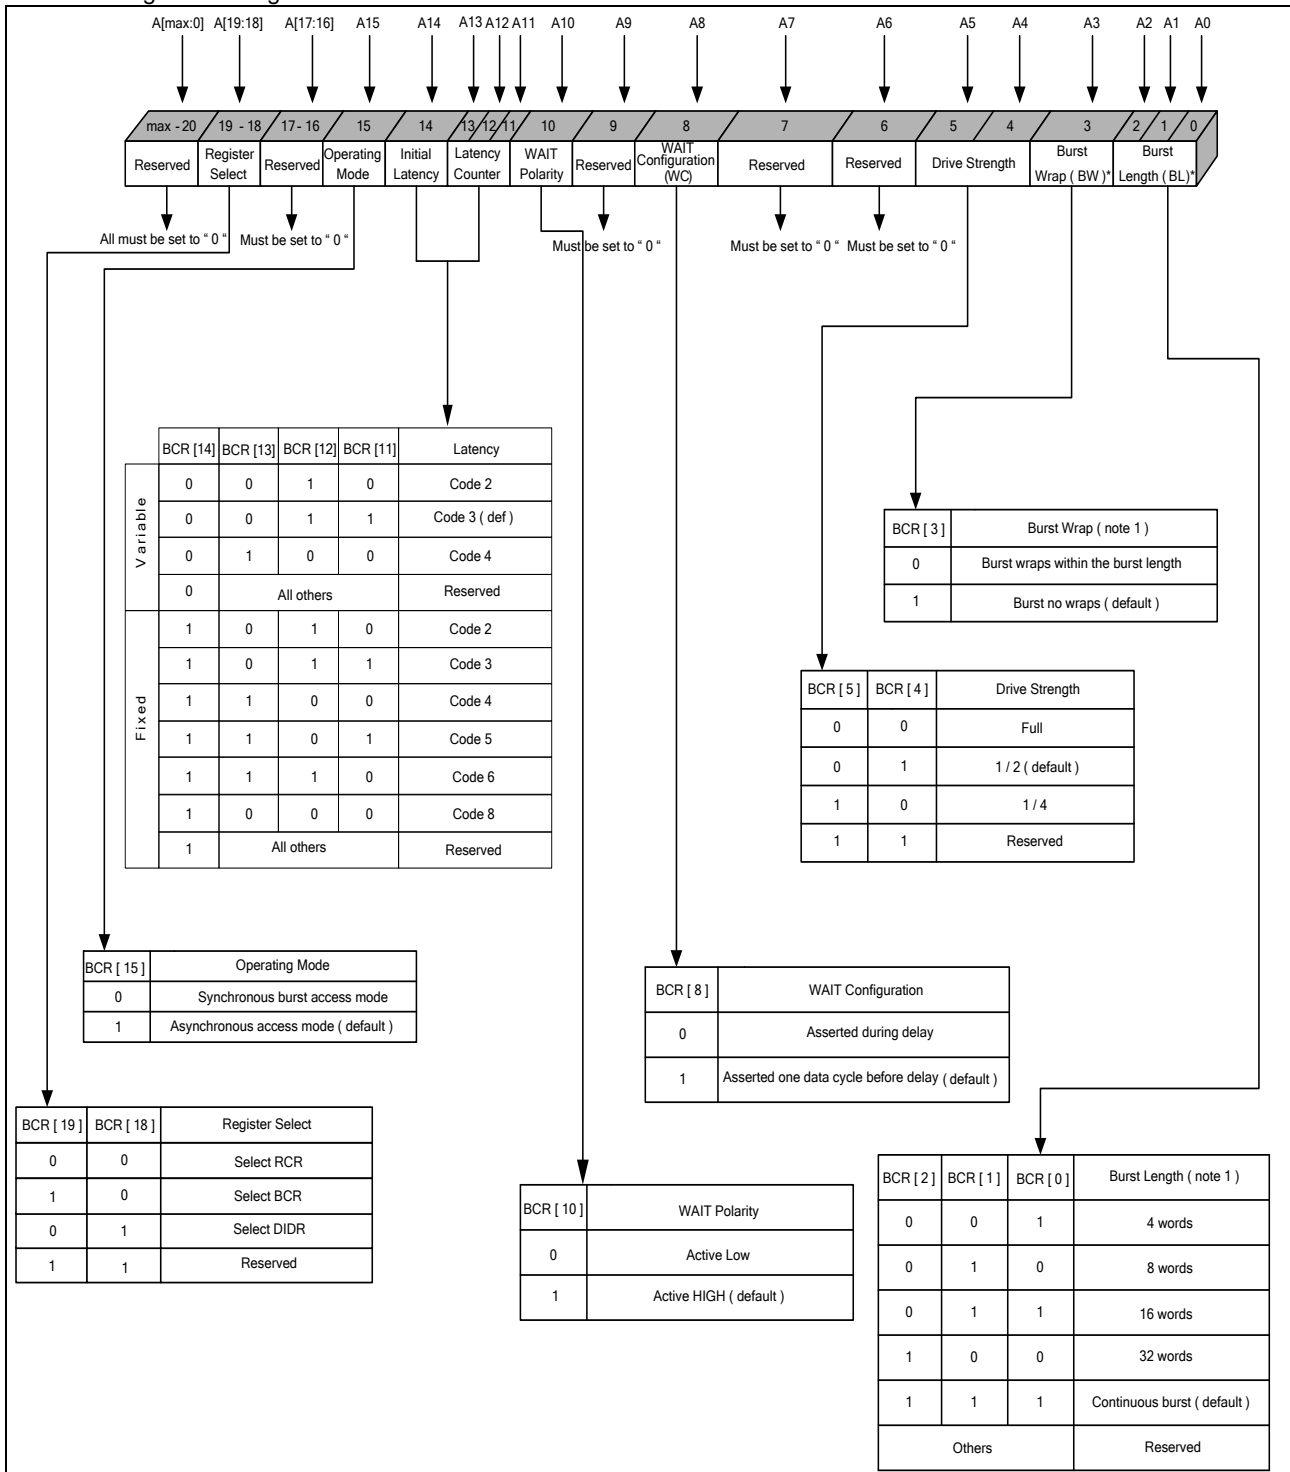 A[max:0] A[19:18] A[17:16] A15 A14 A13 A12 A11 A10 A9 A8 A7 A6 A5 A4 A3 A2 A1 A0
max - 20 19 - 18 17 - 16 15 14 13 12 11 10 9 8 7 6 5 4 3 2 1 0
Reserved Register Select Reserved Operating Mode Initial Latency Latency Counter WAIT Polarity Reserved WAIT Configuration (WC) Reserved Reserved Drive Strength Burst Wrap ( BW )* Burst Length ( BL)*
All must be set to “ 0 “ Must be set to “ 0 “ Must be set to “ 0 “ Must be set to “ 0 “ Must be set to “ 0 “
BCR [14] BCR [13] BCR [12] BCR [11] Latency
Variable
0 0 1 0 Code 2
0 0 1 1 Code 3 ( def )
0 1 0 0 Code 4
0 All others Reserved
Fixed
1 0 1 0 Code 2
1 0 1 1 Code 3
1 1 0 0 Code 4
1 1 0 1 Code 5
1 1 1 0 Code 6
1 0 0 0 Code 8
1 All others Reserved
BCR [ 3 ] Burst Wrap ( note 1 )
0 Burst wraps within the burst length
1 Burst no wraps ( default )
BCR [ 5 ] BCR [ 4 ] Drive Strength
0 0 Full
0 1 1 / 2 ( default )
1 0 1 / 4
1 1 Reserved
BCR [ 15 ] Operating Mode
0 Synchronous burst access mode
1 Asynchronous access mode ( default )
BCR [ 8 ] WAIT Configuration
0 Asserted during delay
1 Asserted one data cycle before delay ( default )
BCR [ 19 ] BCR [ 18 ] Register Select
0 0 Select RCR
1 0 Select BCR
0 1 Select DIDR
1 1 Reserved
BCR [ 10 ] WAIT Polarity
0 Active Low
1 Active HIGH ( default )
BCR [ 2 ] BCR [ 1 ] BCR [ 0 ] Burst Length ( note 1 )
0 0 1 4 words
0 1 0 8 words
0 1 1 16 words
1 0 0 32 words
1 1 1 Continuous burst ( default )
Others Reserved